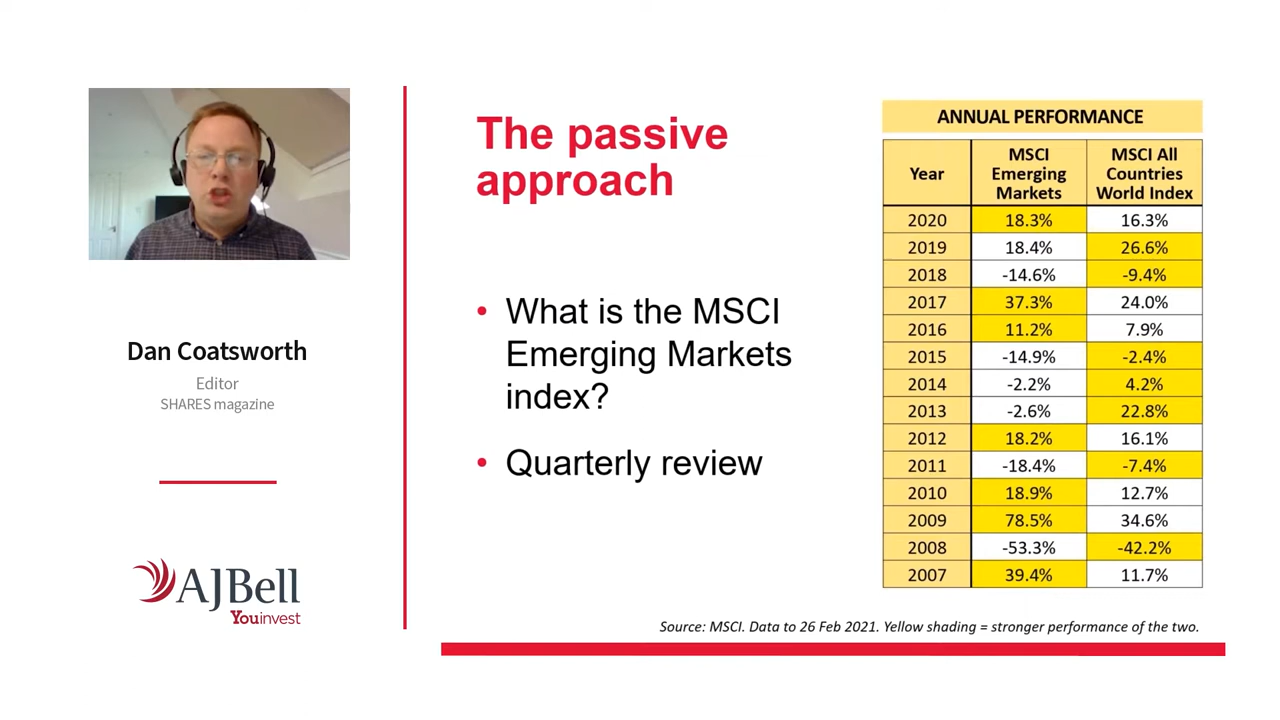 Dan Coatsworth
Editor
SHARES magazine
AJBell
Youinvest
The passive
approach
• What is the MSCI
Emerging Markets
index?
• Quarterly review
ANNUAL PERFORMANCE
Year MSCI Emerging Markets MSCI All Countries World Index
2020 18.3% 16.3%
2019 18.4% 26.6%
2018 -14.6% -9.4%
2017 37.3% 24.0%
2016 11.2% 7.9%
2015 -14.9% -2.4%
2014 -2.2% 4.2%
2013 -2.6% 22.8%
2012 18.2% 16.1%
2011 -18.4% -7.4%
2010 18.9% 12.7%
2009 78.5% 34.6%
2008 -53.3% -42.2%
2007 39.4% 11.7%
Source: MSCI. Data to 26 Feb 2021. Yellow shading = stronger performance of the two.